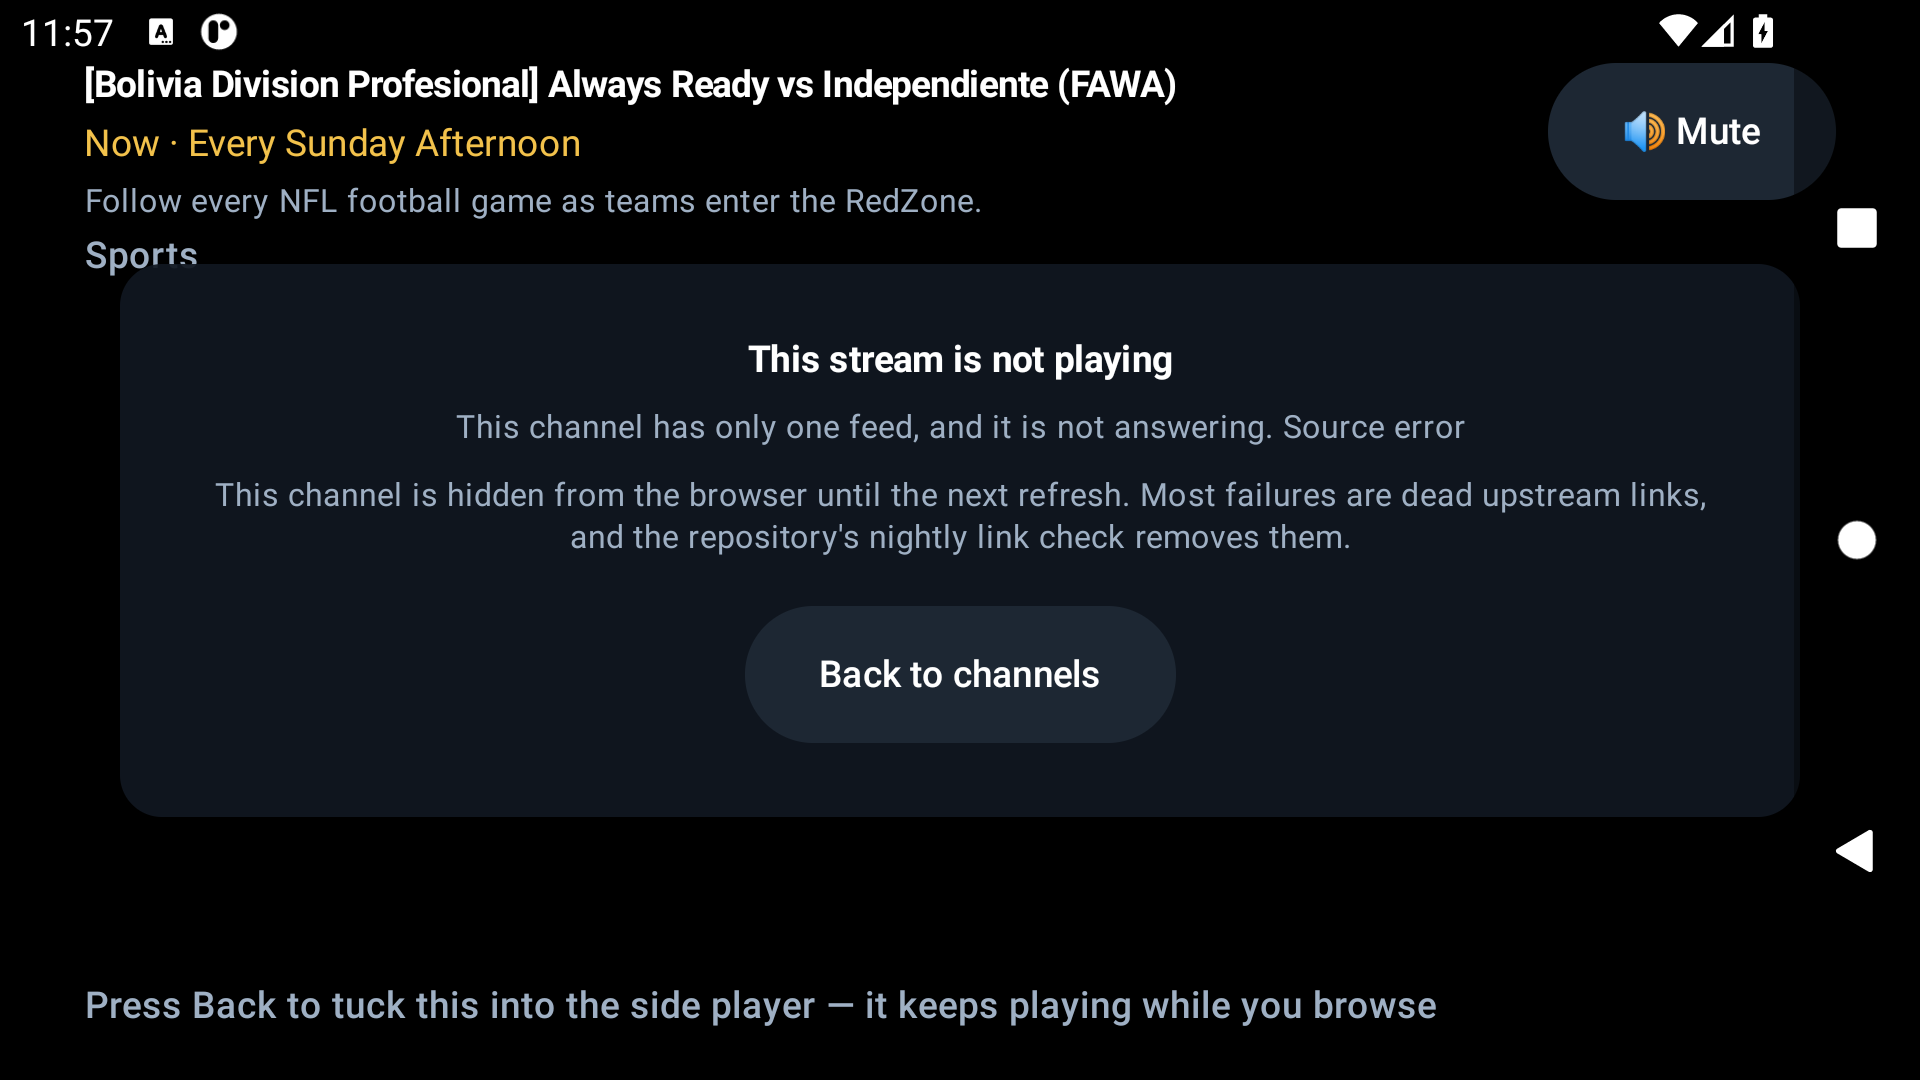 11:57
[Bolivia Division Profesional] Always Ready vs Independiente (FAWA)
Now · Every Sunday Afternoon
Follow every NFL football game as teams enter the RedZone.
Sports
Mute
This stream is not playing
This channel has only one feed, and it is not answering. Source error
This channel is hidden from the browser until the next refresh. Most failures are dead upstream links,
and the repository's nightly link check removes them.
Back to channels
Press Back to tuck this into the side player — it keeps playing while you browse